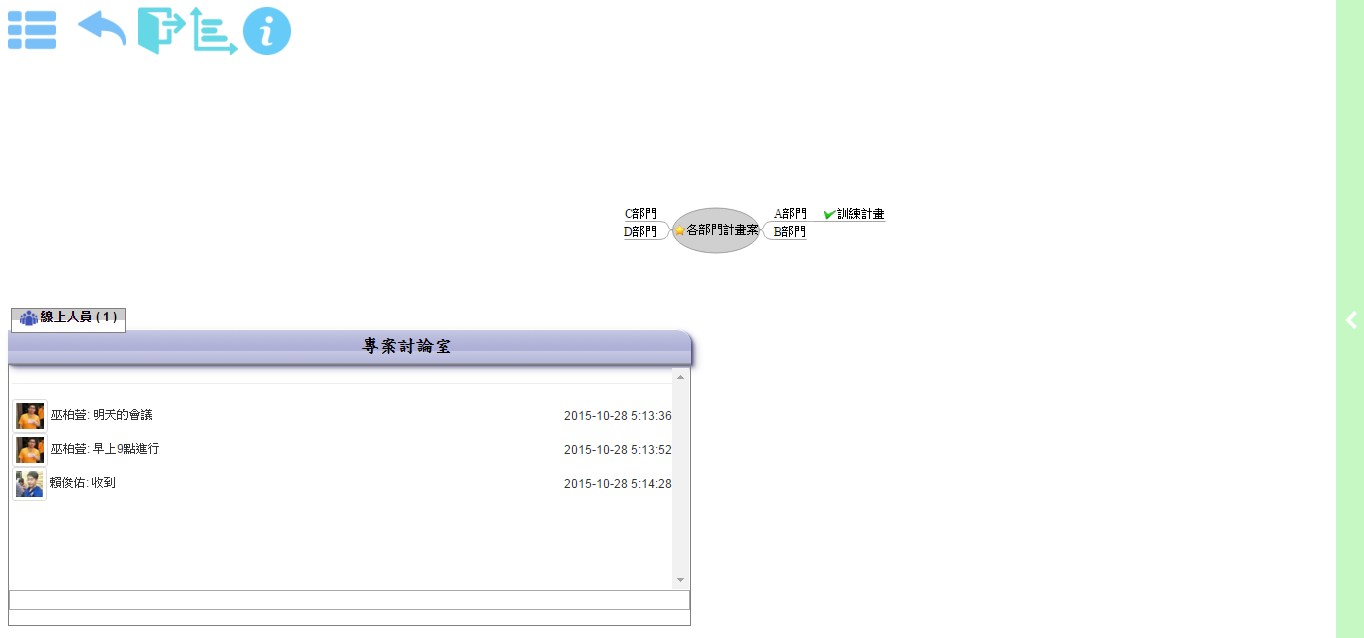 i
C部門
D部門
各部門計畫案
A部門
訓練計畫
B部門
線上人員 ( 1 )
專案討論室
巫柏萱: 明天的會議 2015-10-28 5:13:36
巫柏萱: 早上9點進行 2015-10-28 5:13:52
賴俊佑: 收到 2015-10-28 5:14:28